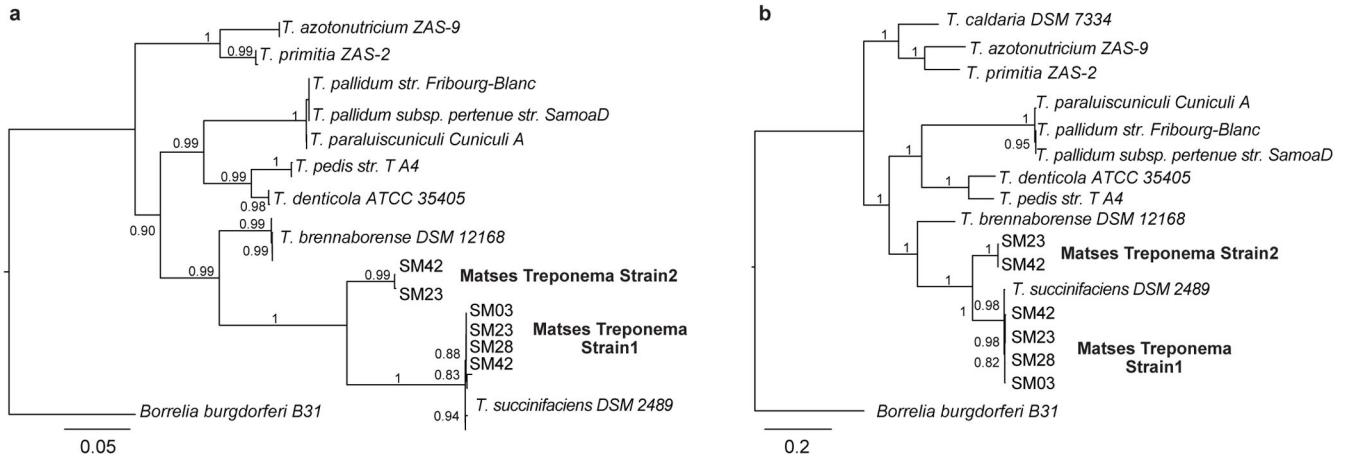 a
T. azotonutricium ZAS-9
1
0.99
T. primitia ZAS-2
T. pallidum str. Fribourg-Blanc
1
T. pallidum subsp. pertenue str. SamoaD
T. paraluiscuniculi Cuniculi A
0.99
1
T. pedis str. T A4
0.99
T. denticola ATCC 35405
0.98
0.90
0.99
T. brennaborense DSM 12168
0.99
0.99
SM42
0.99
Matses Treponema Strain2
SM23
SM03
1
SM23
Matses Treponema
SM28
Strain1
0.88
SM42
0.83
1
T. succinifaciens DSM 2489
0.94
Borrelia burgdorferi B31
0.05
b
T. caldaria DSM 7334
1
T. azotonutricium ZAS-9
1
T. primitia ZAS-2
T. paraluiscuniculi Cuniculi A
1
T. pallidum str. Fribourg-Blanc
0.95
T. pallidum subsp. pertenue str. SamoaD
1
T. denticola ATCC 35405
1
T. pedis str. T A4
1
T. brennaborense DSM 12168
1
SM23
1
Matses Treponema Strain2
SM42
1
T. succinifaciens DSM 2489
0.98
1
SM42
SM23
0.98
Matses Treponema
SM28
0.82
Strain1
SM03
Borrelia burgdorferi B31
0.2